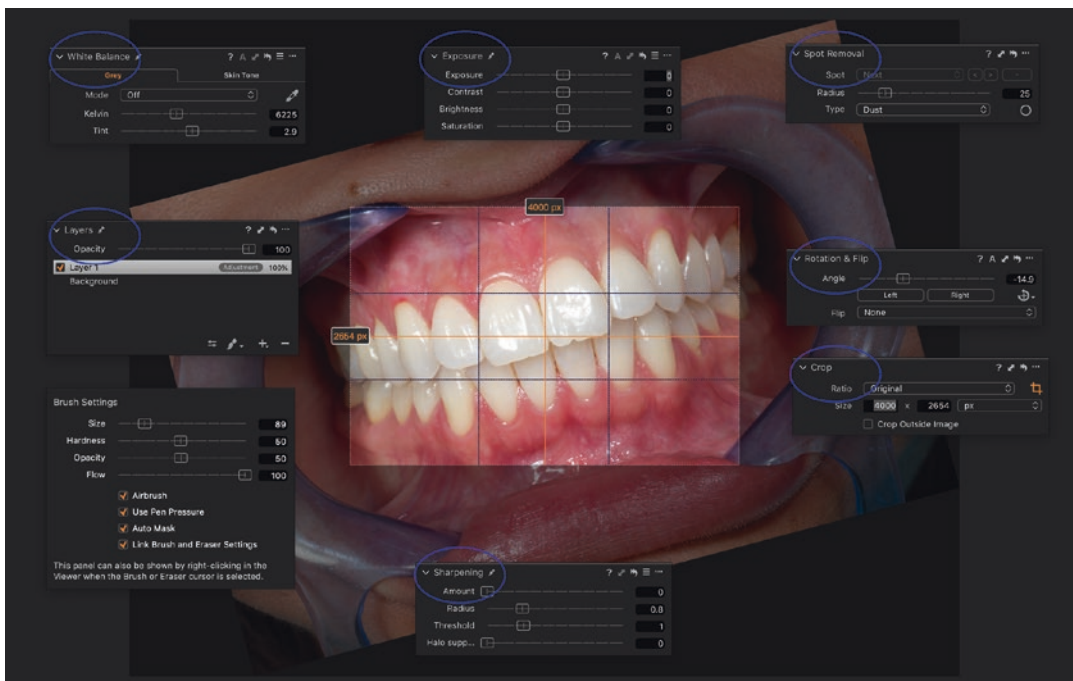 White Balance
Grey
Skin Tone
Mode Off
Kelvin 6225
Tint 2.9
Exposure
Exposure 0
Contrast 0
Brightness 0
Saturation 0
Spot Removal
Spot Next
Radius 25
Type Dust
Layers
Opacity 100
Layer 1 Adjustment 100%
Background
4000 px
2654 px
Rotation & Flip
Angle -14.9
Left Right
Flip None
Crop
Ratio Original
Size 4000 x 2654 px
Crop Outside Image
Brush Settings
Size 89
Hardness 50
Opacity 50
Flow 100
Airbrush
Use Pen Pressure
Auto Mask
Link Brush and Eraser Settings
This panel can also be shown by right-clicking in the
Viewer when the Brush or Eraser cursor is selected.
Sharpening
Amount 0
Radius 0.8
Threshold 1
Halo supp... 0